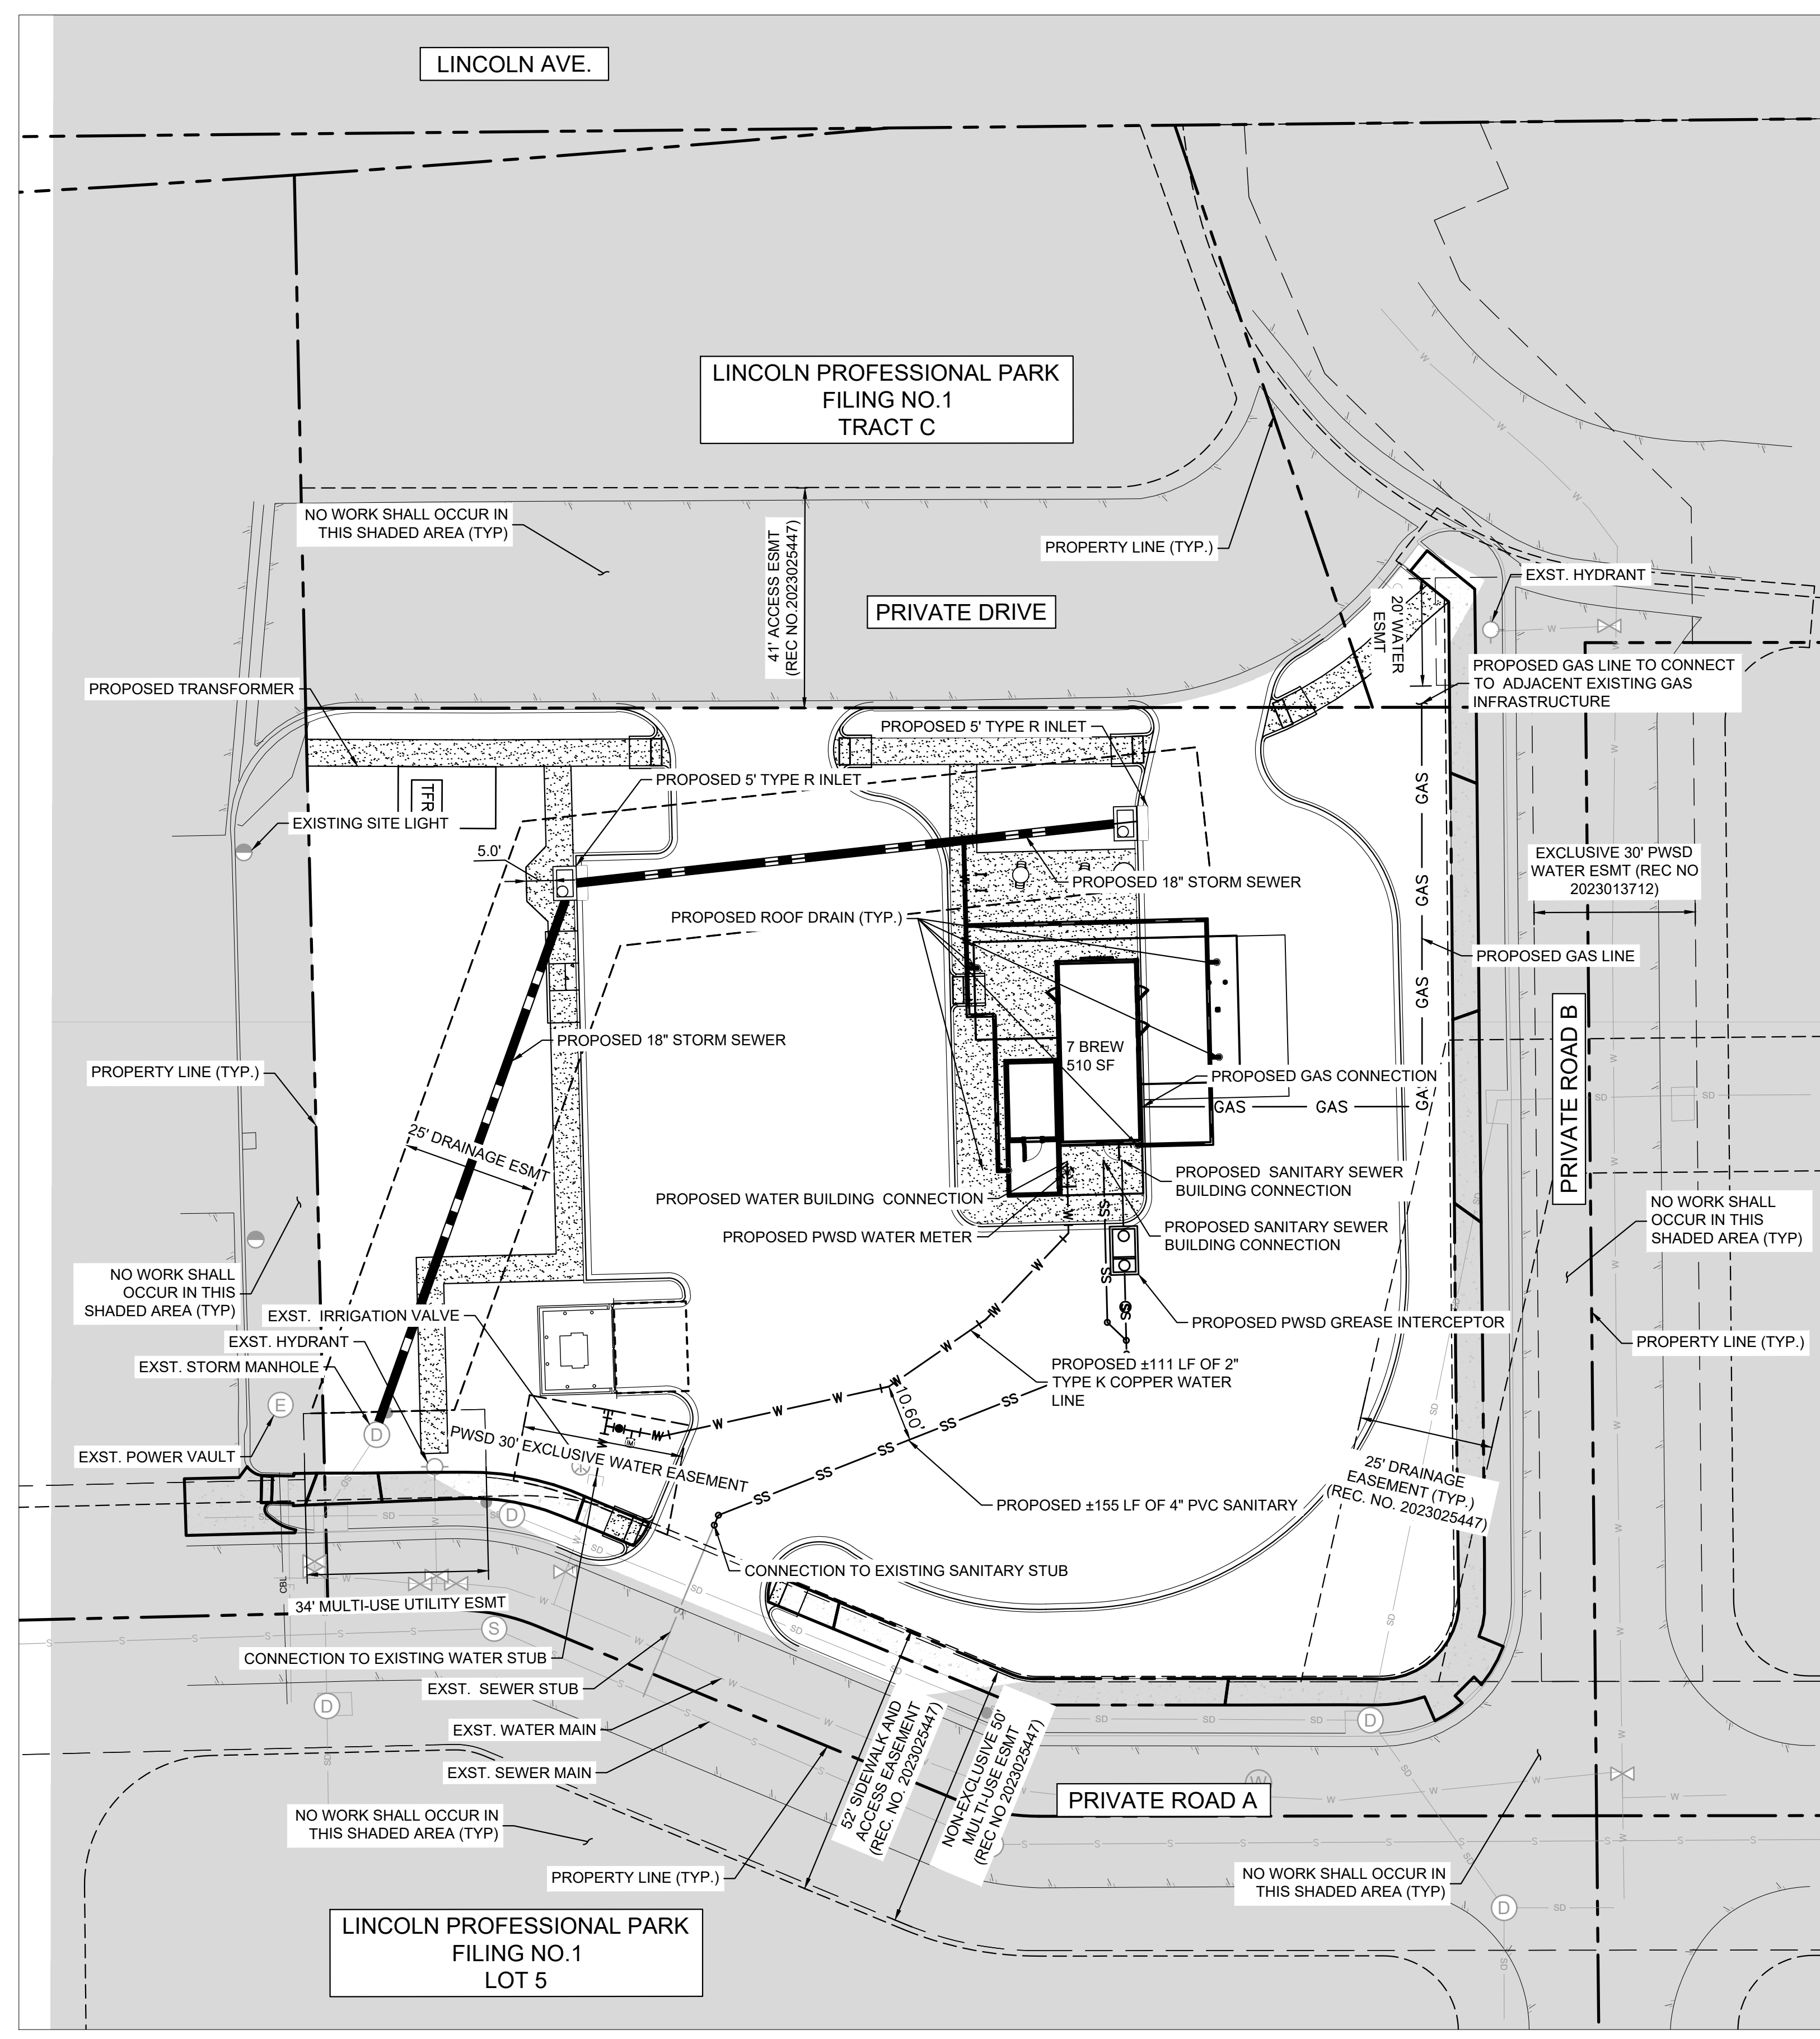 LINCOLN AVE.
LINCOLN PROFESSIONAL PARK
FILING NO.1
TRACT C
NO WORK SHALL OCCUR IN
THIS SHADED AREA (TYP)
41' ACCESS ESMT
(REC NO.2023025447)
PROPERTY LINE (TYP.)
PRIVATE DRIVE
EXST. HYDRANT
20' WATER
ESMT
PROPOSED GAS LINE TO CONNECT
TO ADJACENT EXISTING GAS
INFRASTRUCTURE
PROPOSED TRANSFORMER
PROPOSED 5' TYPE R INLET
PROPOSED 5' TYPE R INLET
TFR
EXISTING SITE LIGHT
5.0'
PROPOSED 18" STORM SEWER
EXCLUSIVE 30' PWSD
WATER ESMT (REC NO
2023013712)
PROPOSED ROOF DRAIN (TYP.)
PROPOSED GAS LINE
GAS
GAS
GAS
GAS
PROPOSED 18" STORM SEWER
7 BREW
510 SF
PRIVATE ROAD B
PROPERTY LINE (TYP.)
PROPOSED GAS CONNECTION
GAS
GAS
25' DRAINAGE ESMT
PROPOSED WATER BUILDING CONNECTION
PROPOSED SANITARY SEWER
BUILDING CONNECTION
PROPOSED PWSD WATER METER
PROPOSED SANITARY SEWER
BUILDING CONNECTION
NO WORK SHALL
OCCUR IN THIS
SHADED AREA (TYP)
NO WORK SHALL
OCCUR IN THIS
SHADED AREA (TYP)
EXST. IRRIGATION VALVE
EXST. HYDRANT
EXST. STORM MANHOLE
PROPOSED PWSD GREASE INTERCEPTOR
PROPERTY LINE (TYP.)
PROPOSED ±111 LF OF 2"
TYPE K COPPER WATER
LINE
10.60'
EXST. POWER VAULT
PWSD 30' EXCLUSIVE WATER EASEMENT
25' DRAINAGE
EASEMENT (TYP.)
(REC. NO. 2023025447)
PROPOSED ±155 LF OF 4" PVC SANITARY
CONNECTION TO EXISTING SANITARY STUB
CBL
34' MULTI-USE UTILITY ESMT
CONNECTION TO EXISTING WATER STUB
EXST. SEWER STUB
EXST. WATER MAIN
EXST. SEWER MAIN
52' SIDEWALK AND
ACCESS EASEMENT
(REC. NO. 2023025447)
NON-EXCLUSIVE 50'
MULTI-USE ESMT
(REC NO 2023025447)
PRIVATE ROAD A
NO WORK SHALL OCCUR IN
THIS SHADED AREA (TYP)
PROPERTY LINE (TYP.)
NO WORK SHALL OCCUR IN
THIS SHADED AREA (TYP)
LINCOLN PROFESSIONAL PARK
FILING NO.1
LOT 5